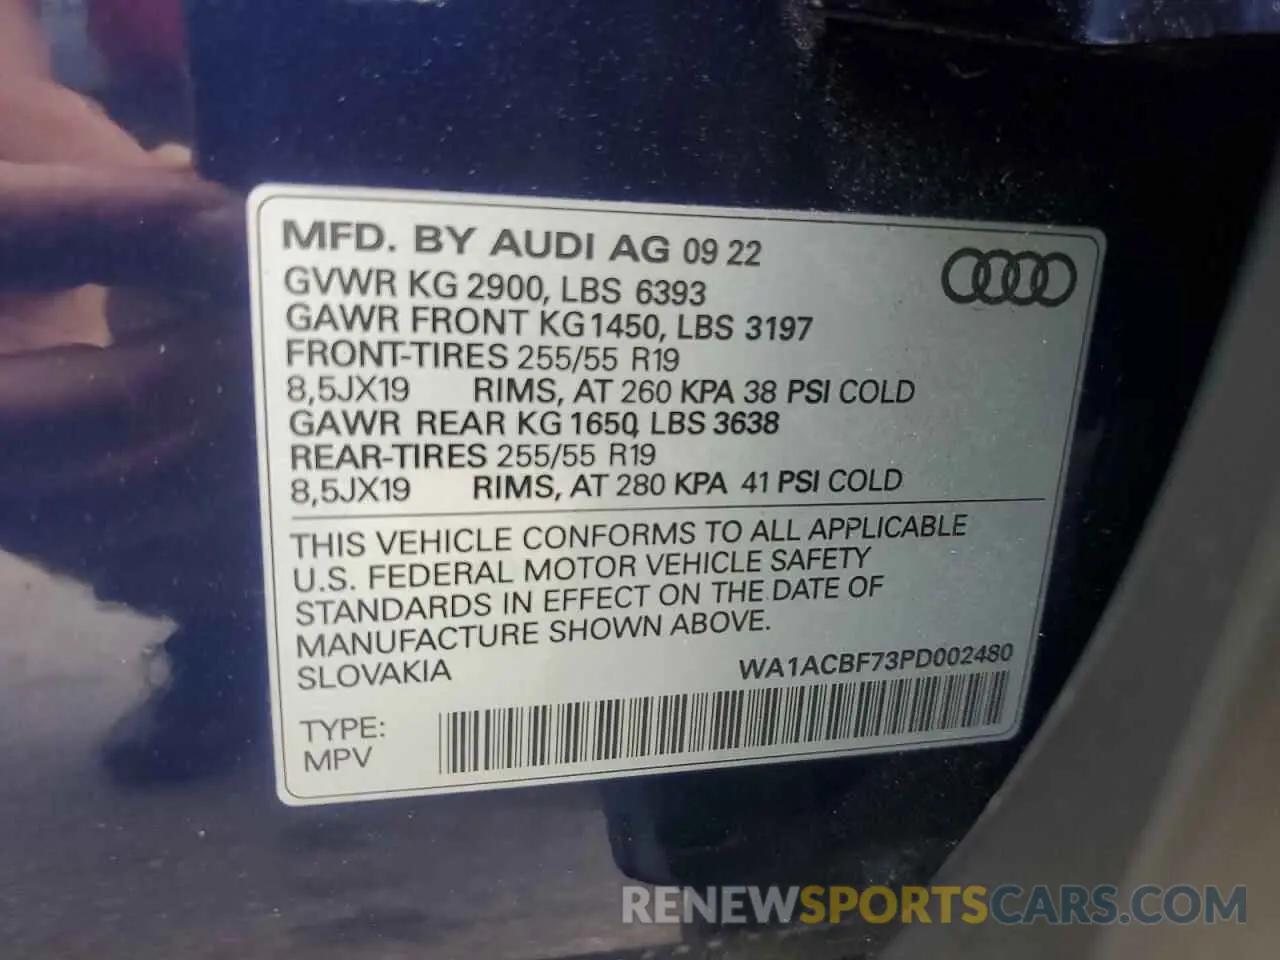 MFD. BY AUDI AG 09 22
GVWR KG 2900, LBS 6393
GAWR FRONT KG1450, LBS 3197
FRONT-TIRES 255/55 R19
8,5JX19 RIMS, AT 260 KPA 38 PSI COLD
GAWR REAR KG 1650, LBS 3638
REAR-TIRES 255/55 R19
8,5JX19 RIMS, AT 280 KPA 41 PSI COLD
THIS VEHICLE CONFORMS TO ALL APPLICABLE
U.S. FEDERAL MOTOR VEHICLE SAFETY
STANDARDS IN EFFECT ON THE DATE OF
MANUFACTURE SHOWN ABOVE.
SLOVAKIA WA1ACBF73PD002480
TYPE:
MPV
RENEWSPORTSCARS.COM